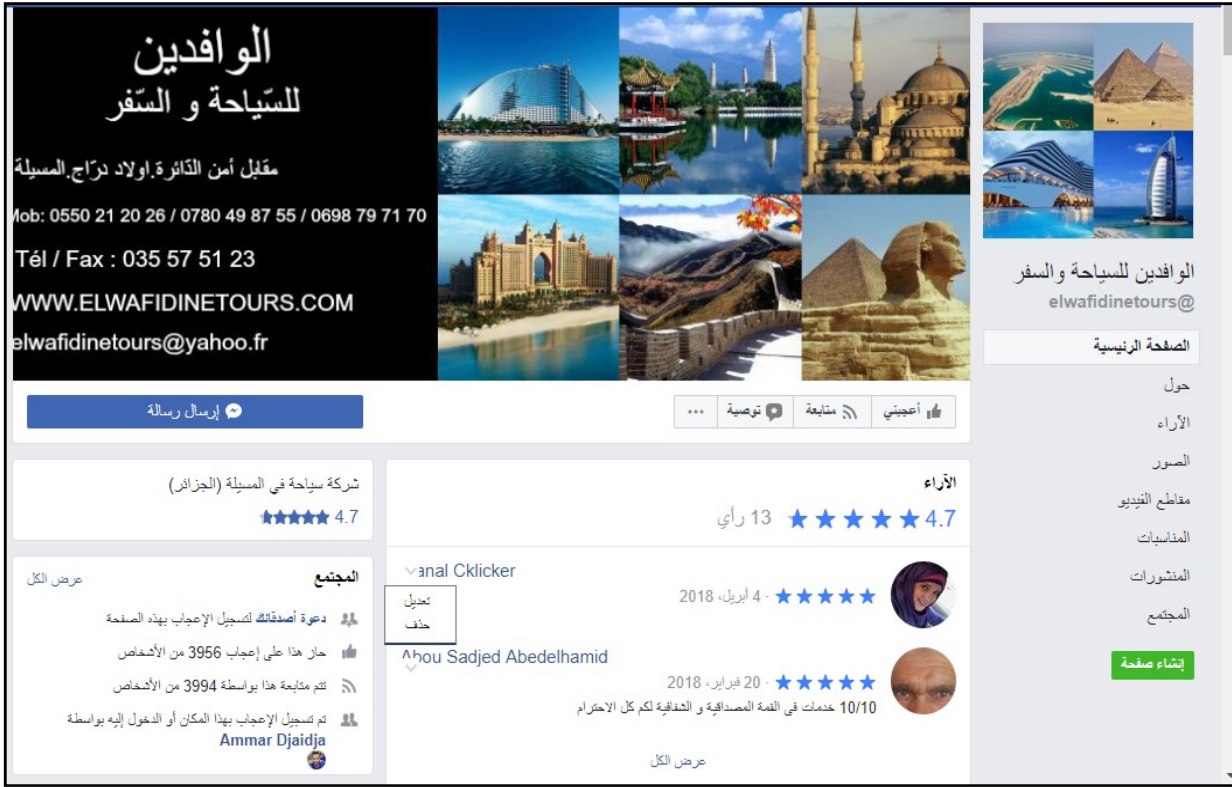 الوافدين
للسّياحة و السّفر
مقابل أمن الدّائرة.اولاد درّاج.المسيلة
Mob: 0550 21 20 26 / 0780 49 87 55 / 0698 79 71 70
Tél / Fax : 035 57 51 23
WWW.ELWAFIDINETOURS.COM
elwafidinetours@yahoo.fr
الوافدين للسياحة والسفر
@elwafidinetours
الصفحة الرئيسية
حول
الآراء
الصور
مقاطع الفيديو
المناسبات
المنشورات
المجتمع
إنشاء صفحة
أعجبني
متابعة
توصية
إرسال رسالة
الآراء
4.7
13 رأي
anal Cklicker
4 أبريل، 2018
تعديل
حذف
Abou Sadjed Abedelhamid
20 فبراير، 2018
10/10 خدمات في القمة المصداقية و الشفافية لكم كل الاحترام
عرض الكل
شركة سياحة في المسيلة (الجزائر)
4.7
المجتمع
عرض الكل
دعوة أصدقائك لتسجيل الإعجاب بهذه الصفحة
حاز هذا على إعجاب 3956 من الأشخاص
تتم متابعة هذا بواسطة 3994 من الأشخاص
تم تسجيل الإعجاب بهذا المكان أو الدخول إليه بواسطة
Ammar Djaidja